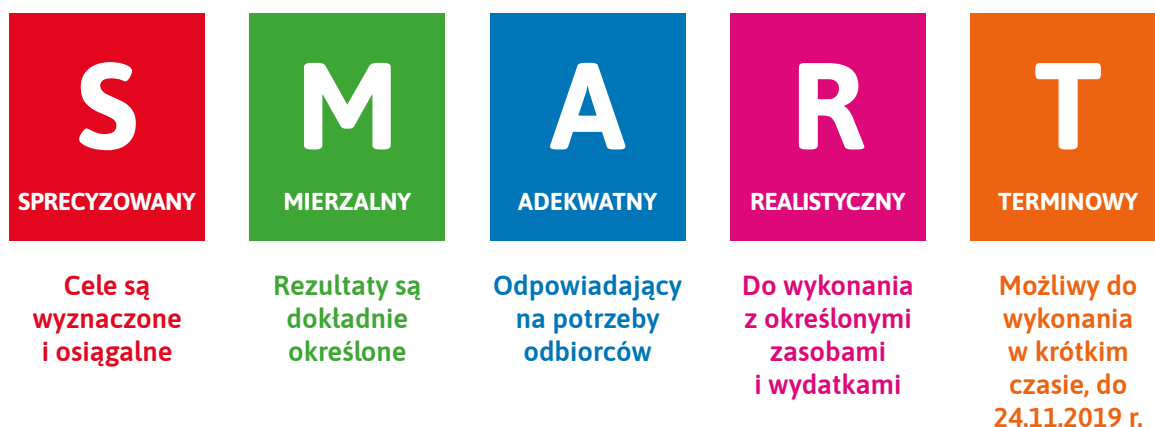 S
SPRECYZOWANY
Cele są
wyznaczone
i osiągalne
M
MIERZALNY
Rezultaty są
dokładnie
określone
A
ADEKWATNY
Odpowiadający
na potrzeby
odbiorców
R
REALISTYCZNY
Do wykonania
z określonymi
zasobami
i wydatkami
T
TERMINOWY
Możliwy do
wykonania
w krótkim
czasie, do
24.11.2019 r.